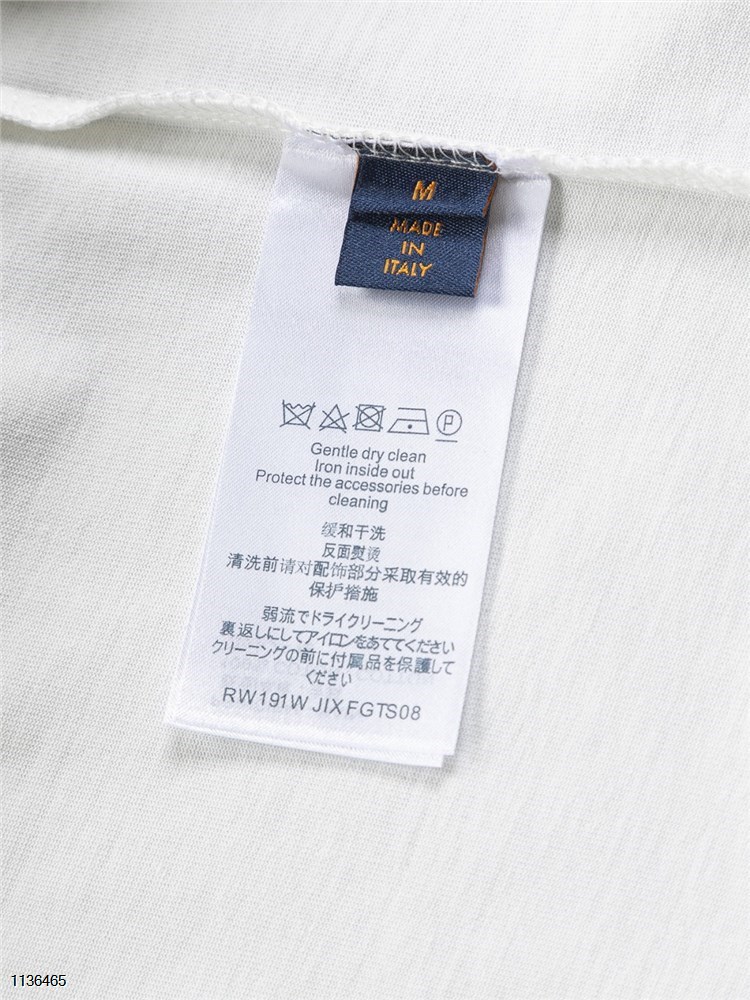 M
MADE
IN
ITALY
Gentle dry clean
Iron inside out
Protect the accessories before
cleaning
缓和干洗
反面熨烫
清洗前请对配饰部分采取有效的
保护措施
弱流でドライクリーニング
裏返しにしてアイロンをあててください
クリーニングの前に付属品を保護して
ください
RW191W JIXFGTS08
1136465